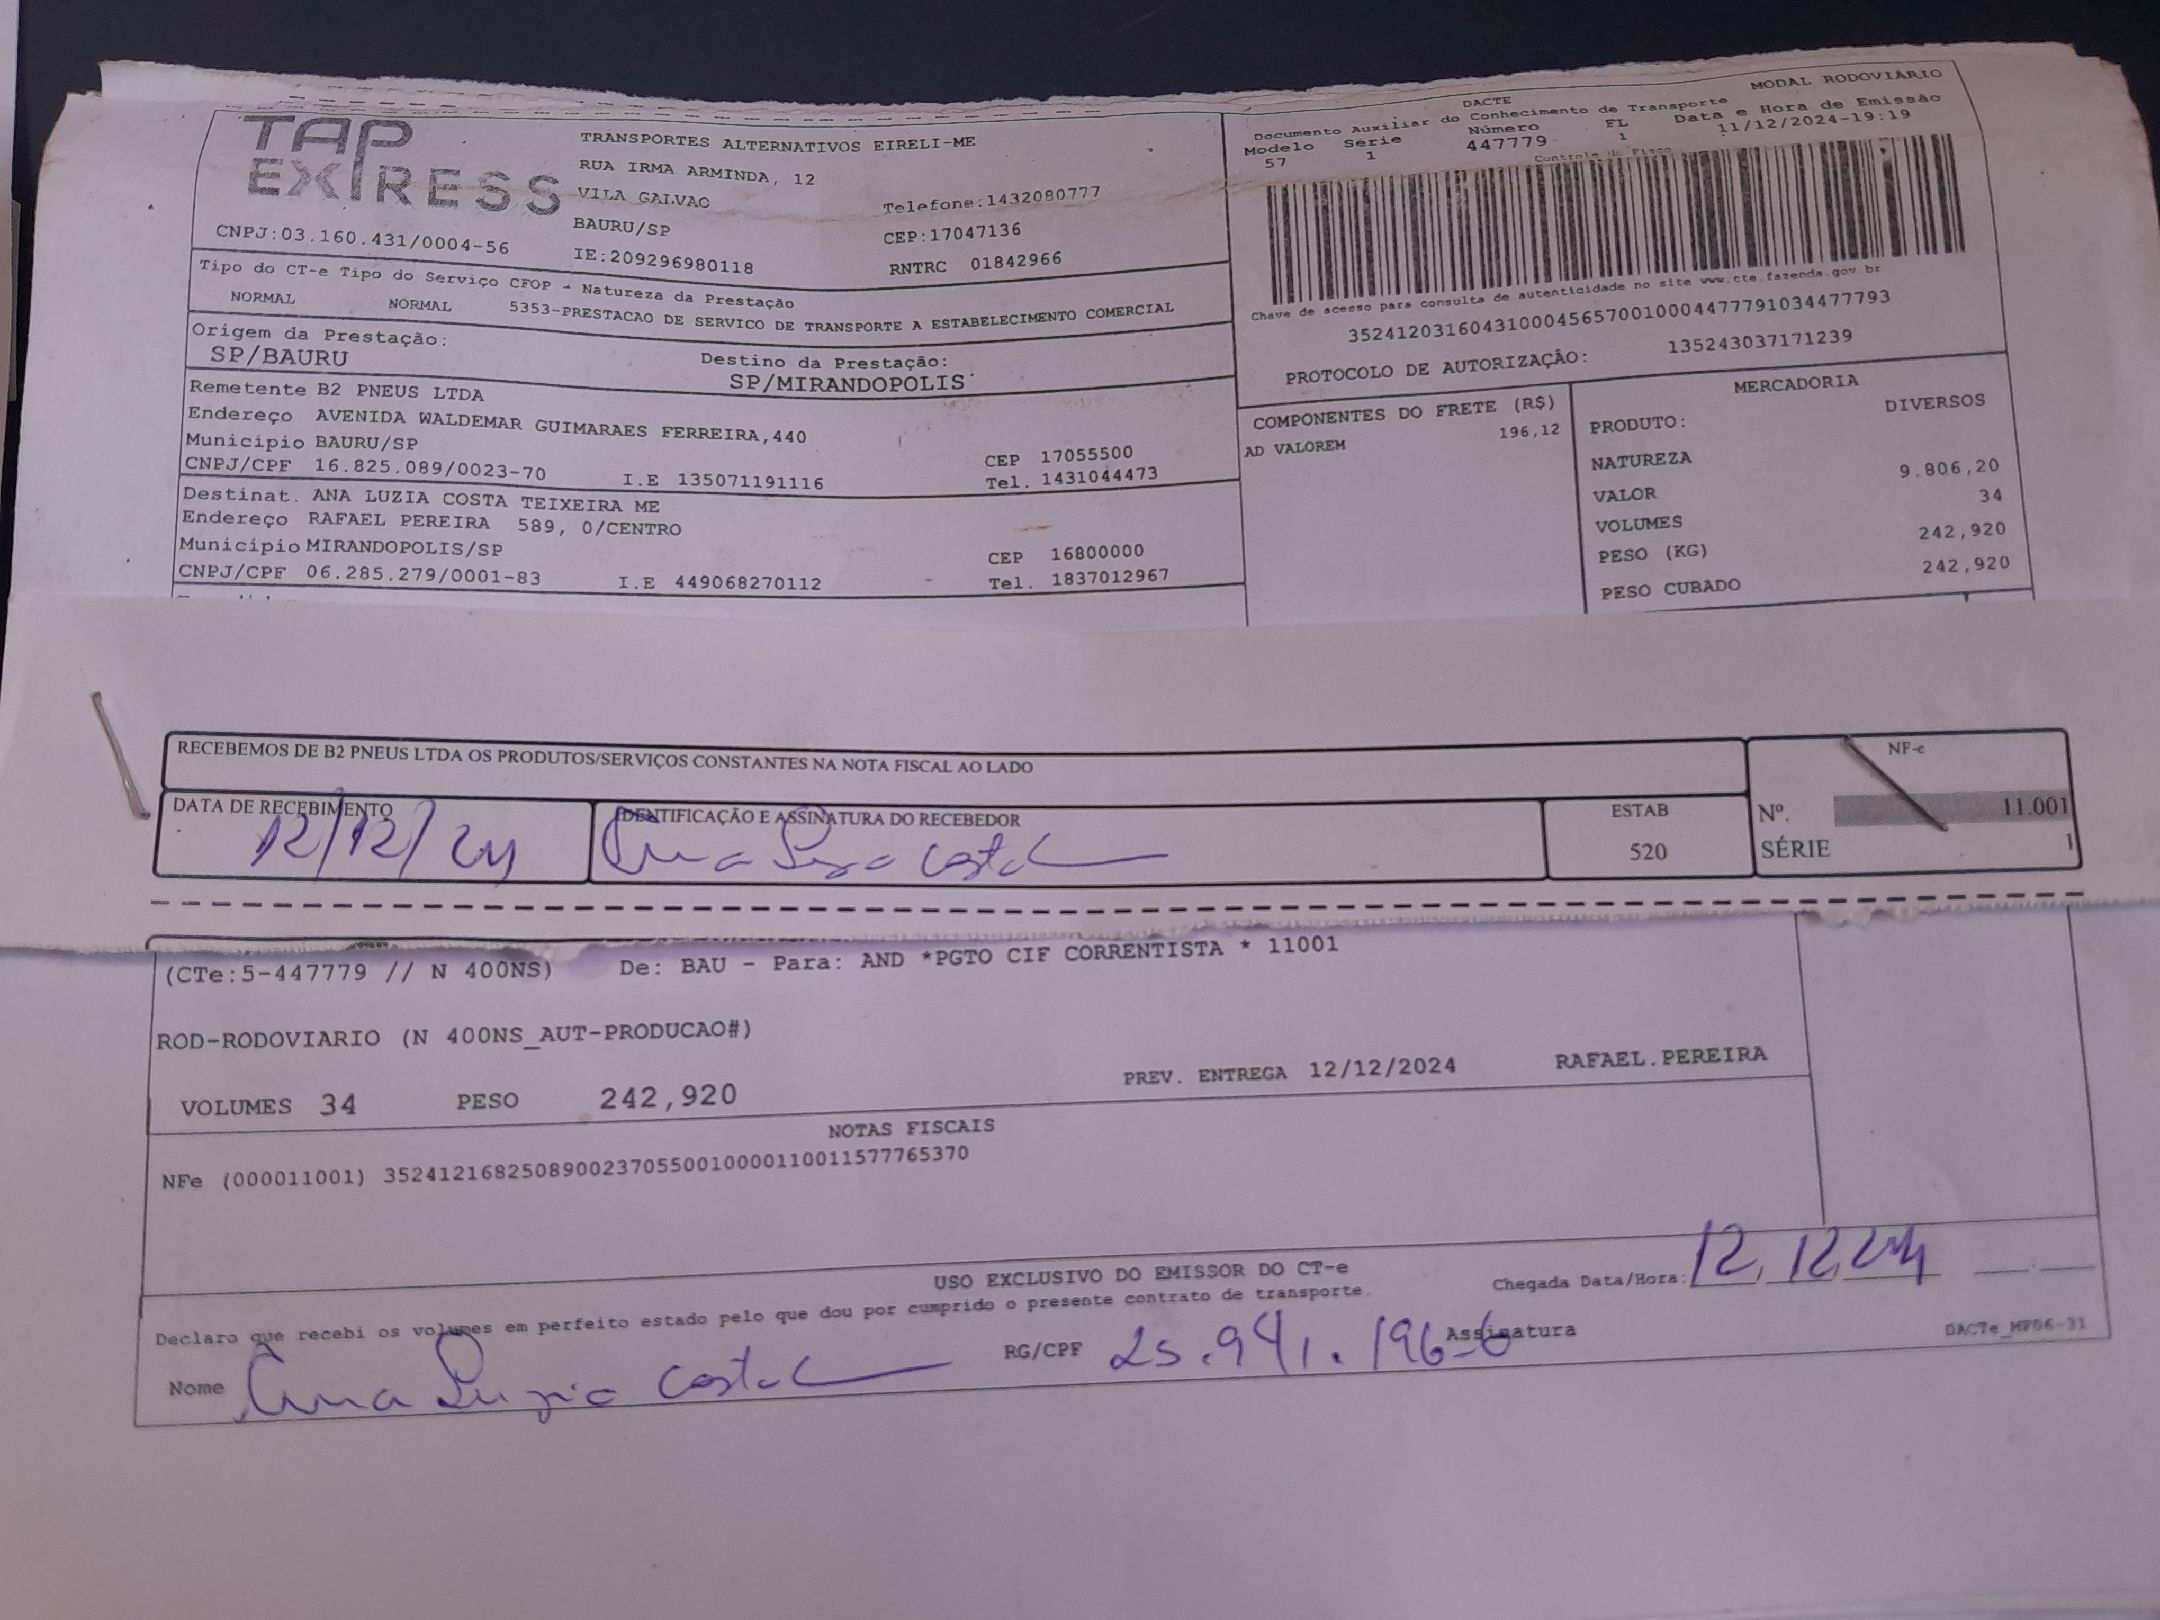 TAP EXPRESS
TRANSPORTES ALTERNATIVOS EIRELI-ME
RUA IRMA ARMINDA, 12
VILA GALVAO
Telefone:1432080777
BAURU/SP
CEP:17047136
CNPJ:03.160.431/0004-56
IE:209296980118
RNTRC 01842966
DACTE
MODAL RODOVIÁRIO
Documento Auxiliar do Conhecimento de Transporte
Modelo Série Número FL Data e Hora de Emissão
57 1 447779 1 11/12/2024-19:19
Controle do Fisco
Chave de acesso para consulta de autenticidade no site www.cte.fazenda.gov.br
35241203160431000456570010004477791034477793
PROTOCOLO DE AUTORIZAÇÃO: 135243037171239
Tipo do CT-e Tipo do Serviço CFOP - Natureza da Prestação
NORMAL NORMAL 5353-PRESTACAO DE SERVICO DE TRANSPORTE A ESTABELECIMENTO COMERCIAL
Origem da Prestação:
SP/BAURU
Destino da Prestação:
SP/MIRANDOPOLIS
Remetente B2 PNEUS LTDA
Endereço AVENIDA WALDEMAR GUIMARAES FERREIRA,440
Município BAURU/SP CEP 17055500
CNPJ/CPF 16.825.089/0023-70 I.E 135071191116 Tel. 1431044473
Destinat. ANA LUZIA COSTA TEIXEIRA ME
Endereço RAFAEL PEREIRA 589, 0/CENTRO
Município MIRANDOPOLIS/SP CEP 16800000
CNPJ/CPF 06.285.279/0001-83 I.E 449068270112 Tel. 1837012967
COMPONENTES DO FRETE (R$)
AD VALOREM 196,12
MERCADORIA
PRODUTO: DIVERSOS
NATUREZA
VALOR 9.806,20
VOLUMES 34
PESO (KG) 242,920
PESO CUBADO 242,920
RECEBEMOS DE B2 PNEUS LTDA OS PRODUTOS/SERVIÇOS CONSTANTES NA NOTA FISCAL AO LADO
NF-e
DATA DE RECEBIMENTO
12/12/24
IDENTIFICAÇÃO E ASSINATURA DO RECEBEDOR
Ana Luzia Costa
ESTAB
520
Nº. 11.001
SÉRIE 1
(CTe:5-447779 // N 400NS) De: BAU - Para: AND *PGTO CIF CORRENTISTA * 11001
ROD-RODOVIARIO (N 400NS_AUT-PRODUCAO#)
PREV. ENTREGA 12/12/2024 RAFAEL.PEREIRA
VOLUMES 34 PESO 242,920
NOTAS FISCAIS
NFe (000011001) 35241216825089002370550010000110011577765370
USO EXCLUSIVO DO EMISSOR DO CT-e
Declaro que recebi os volumes em perfeito estado pelo que dou por cumprido o presente contrato de transporte.
Chegada Data/Hora: 12, 12, 24
Nome Ana Luzia Costa RG/CPF 25.941.196-6 Assinatura
DACTe_MP06-31